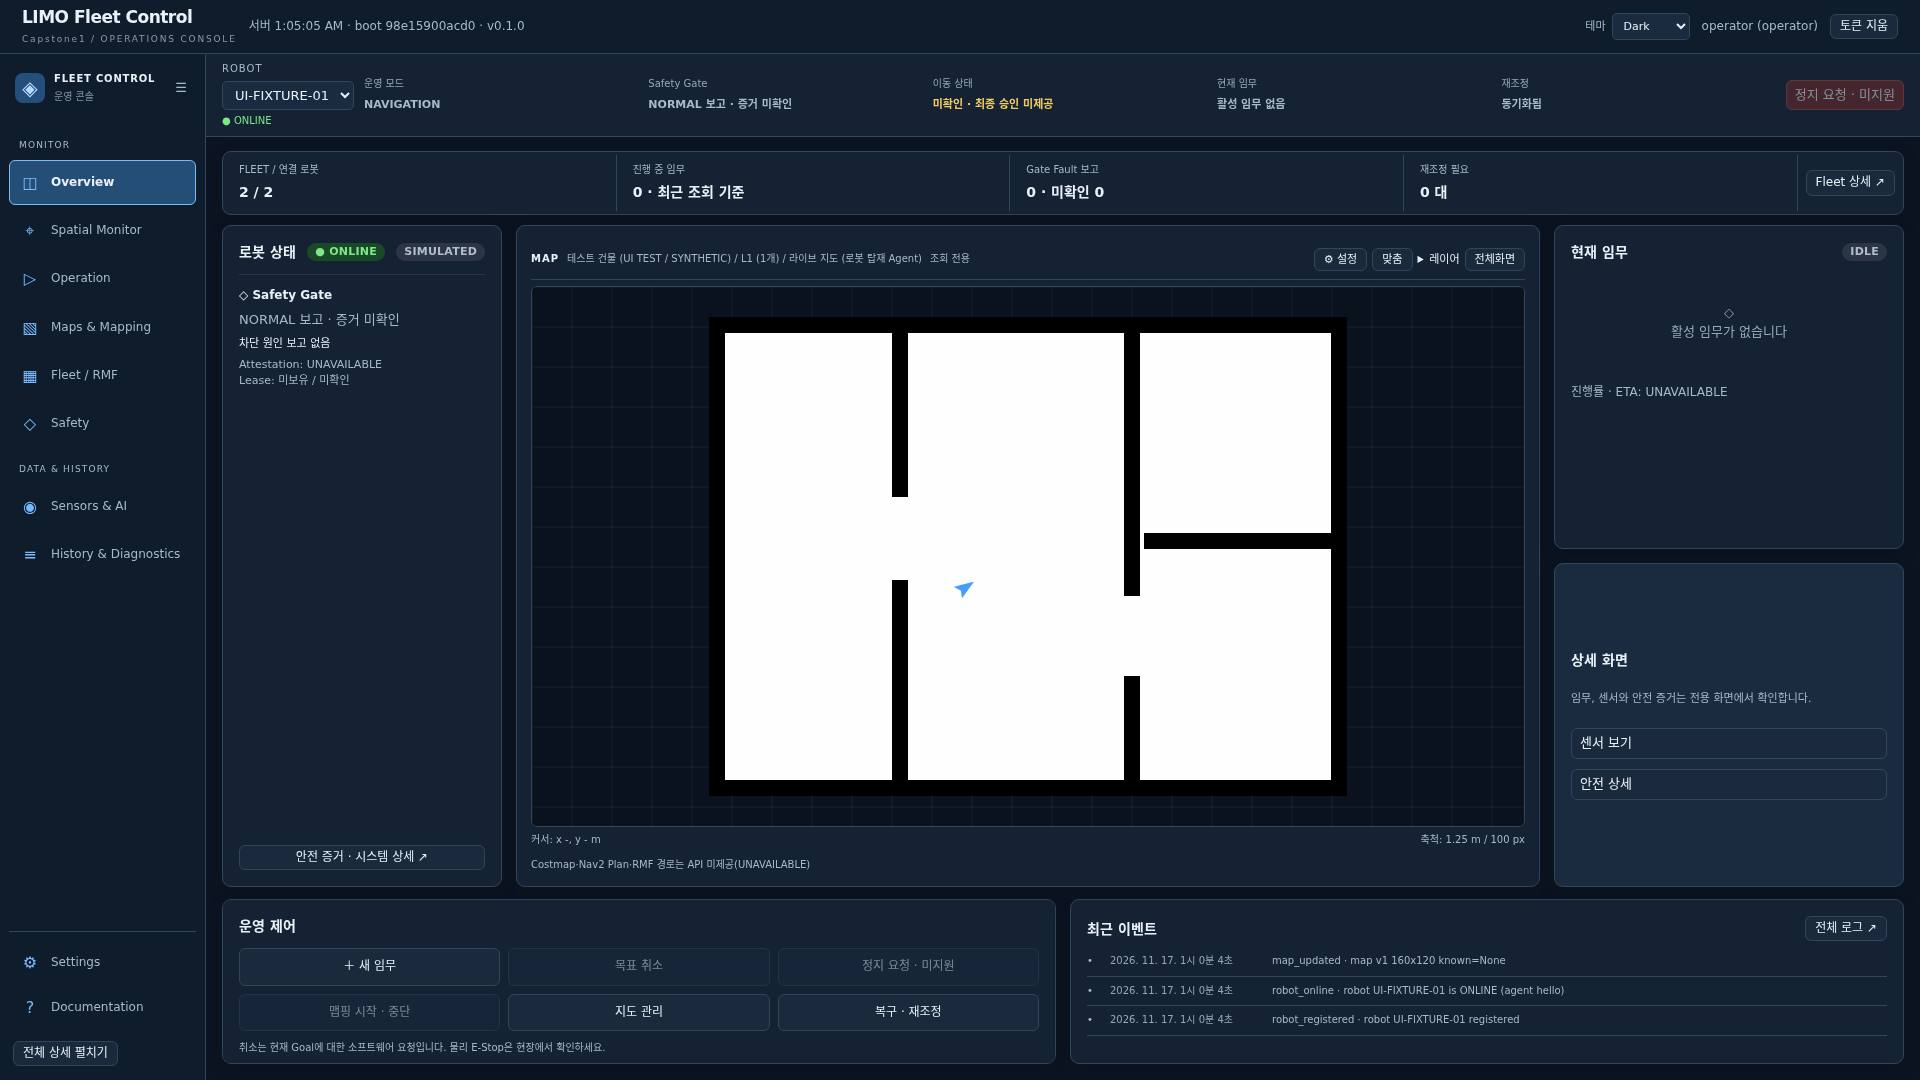 LIMO Fleet Control
Capstone1 / OPERATIONS CONSOLE
서버 1:05:05 AM · boot 98e15900acd0 · v0.1.0
테마
Dark
operator (operator)
토큰 지움
FLEET CONTROL
운영 콘솔
MONITOR
Overview
Spatial Monitor
Operation
Maps & Mapping
Fleet / RMF
Safety
DATA & HISTORY
Sensors & AI
History & Diagnostics
Settings
Documentation
전체 상세 펼치기
ROBOT
UI-FIXTURE-01
● ONLINE
운영 모드
NAVIGATION
Safety Gate
NORMAL 보고 · 증거 미확인
이동 상태
미확인 · 최종 승인 미제공
현재 임무
활성 임무 없음
재조정
동기화됨
정지 요청 · 미지원
FLEET / 연결 로봇
2 / 2
진행 중 임무
0 · 최근 조회 기준
Gate Fault 보고
0 · 미확인 0
재조정 필요
0 대
Fleet 상세 ↗
로봇 상태
● ONLINE
SIMULATED
◇ Safety Gate
NORMAL 보고 · 증거 미확인
차단 원인 보고 없음
Attestation: UNAVAILABLE
Lease: 미보유 / 미확인
안전 증거 · 시스템 상세 ↗
MAP 테스트 건물 (UI TEST / SYNTHETIC) / L1 (1개) / 라이브 지도 (로봇 탑재 Agent) 조회 전용
⚙ 설정
맞춤
▶ 레이어
전체화면
커서: x -, y - m
축척: 1.25 m / 100 px
Costmap·Nav2 Plan·RMF 경로는 API 미제공(UNAVAILABLE)
현재 임무
IDLE
◇
활성 임무가 없습니다
진행률 · ETA: UNAVAILABLE
상세 화면
임무, 센서와 안전 증거는 전용 화면에서 확인합니다.
센서 보기
안전 상세
운영 제어
＋ 새 임무
목표 취소
정지 요청 · 미지원
맵핑 시작 · 중단
지도 관리
복구 · 재조정
취소는 현재 Goal에 대한 소프트웨어 요청입니다. 물리 E-Stop은 현장에서 확인하세요.
최근 이벤트
전체 로그 ↗
• 2026. 11. 17. 1시 0분 4초 map_updated · map v1 160x120 known=None
• 2026. 11. 17. 1시 0분 4초 robot_online · robot UI-FIXTURE-01 is ONLINE (agent hello)
• 2026. 11. 17. 1시 0분 4초 robot_registered · robot UI-FIXTURE-01 registered